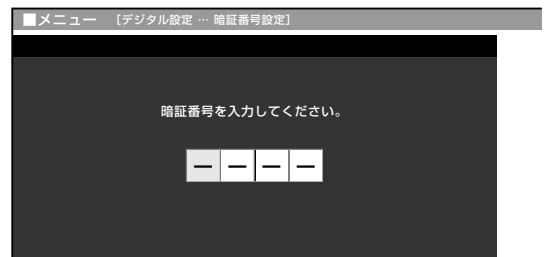 ■メニュー [デジタル設定 … 暗証番号設定]
暗証番号を入力してください。
－ － － －